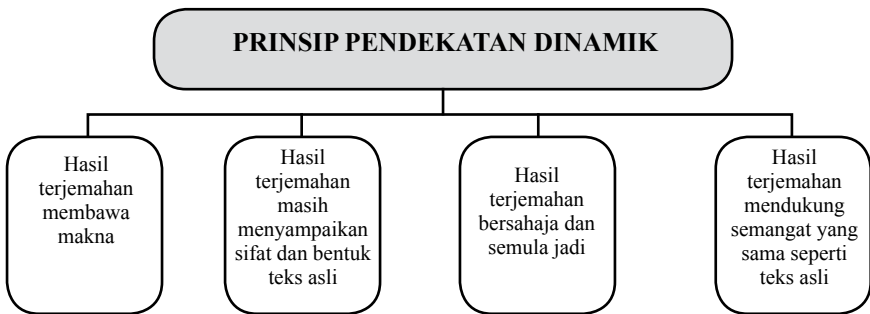 PRINSIP PENDEKATAN DINAMIK
Hasil
terjemahan
membawa
makna
Hasil
terjemahan
masih
menyampaikan
sifat dan bentuk
teks asli
Hasil
terjemahan
bersahaja dan
semula jadi
Hasil
terjemahan
mendukung
semangat yang
sama seperti
teks asli